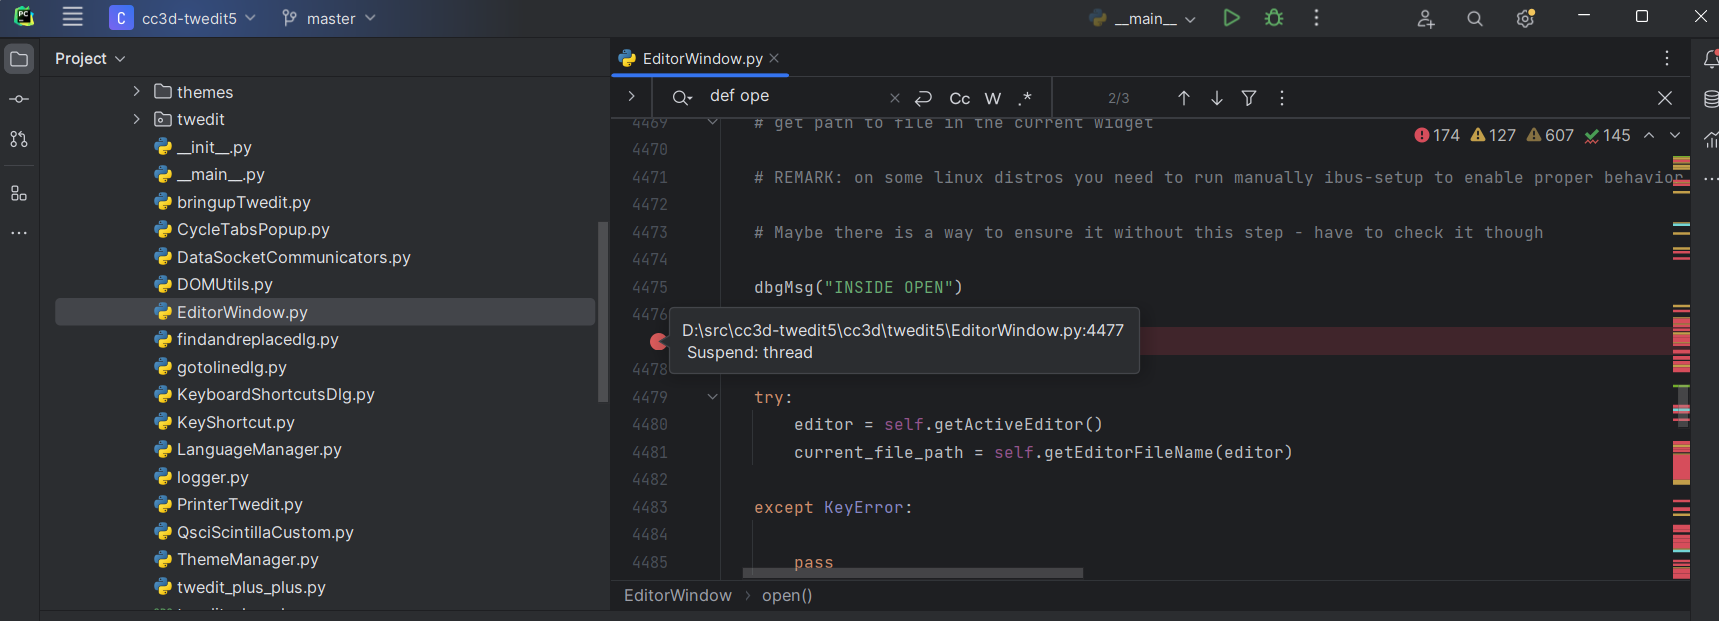 PC C cc3d-twedit5 master __main__
Project
EditorWindow.py
themes
twedit
__init__.py
__main__.py
bringupTwedit.py
CycleTabsPopup.py
DataSocketCommunicators.py
DOMUtils.py
EditorWindow.py
findandreplacedlg.py
gotolinedlg.py
KeyboardShortcutsDlg.py
KeyShortcut.py
LanguageManager.py
logger.py
PrinterTwedit.py
QsciScintillaCustom.py
ThemeManager.py
twedit_plus_plus.py
def ope Cc W .* 2/3
174 127 607 145
4469 # get path to file in the current widget
4470
4471 # REMARK: on some linux distros you need to run manually ibus-setup to enable proper behavior
4472
4473 # Maybe there is a way to ensure it without this step - have to check it though
4474
4475 dbgMsg("INSIDE OPEN")
4476
D:\src\cc3d-twedit5\cc3d\twedit5\EditorWindow.py:4477
Suspend: thread
4478
4479 try:
4480 editor = self.getActiveEditor()
4481 current_file_path = self.getEditorFileName(editor)
4482
4483 except KeyError:
4484
4485 pass
EditorWindow › open()